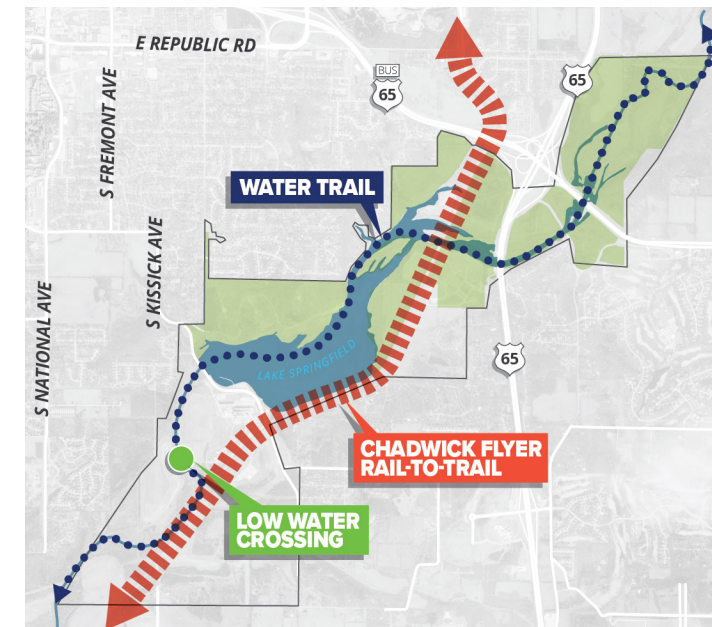 E REPUBLIC RD
S FREMONT AVE
BUS
65
65
WATER TRAIL
S KISSICK AVE
S NATIONAL AVE
LAKE SPRINGFIELD
65
CHADWICK FLYER
RAIL-TO-TRAIL
LOW WATER
CROSSING